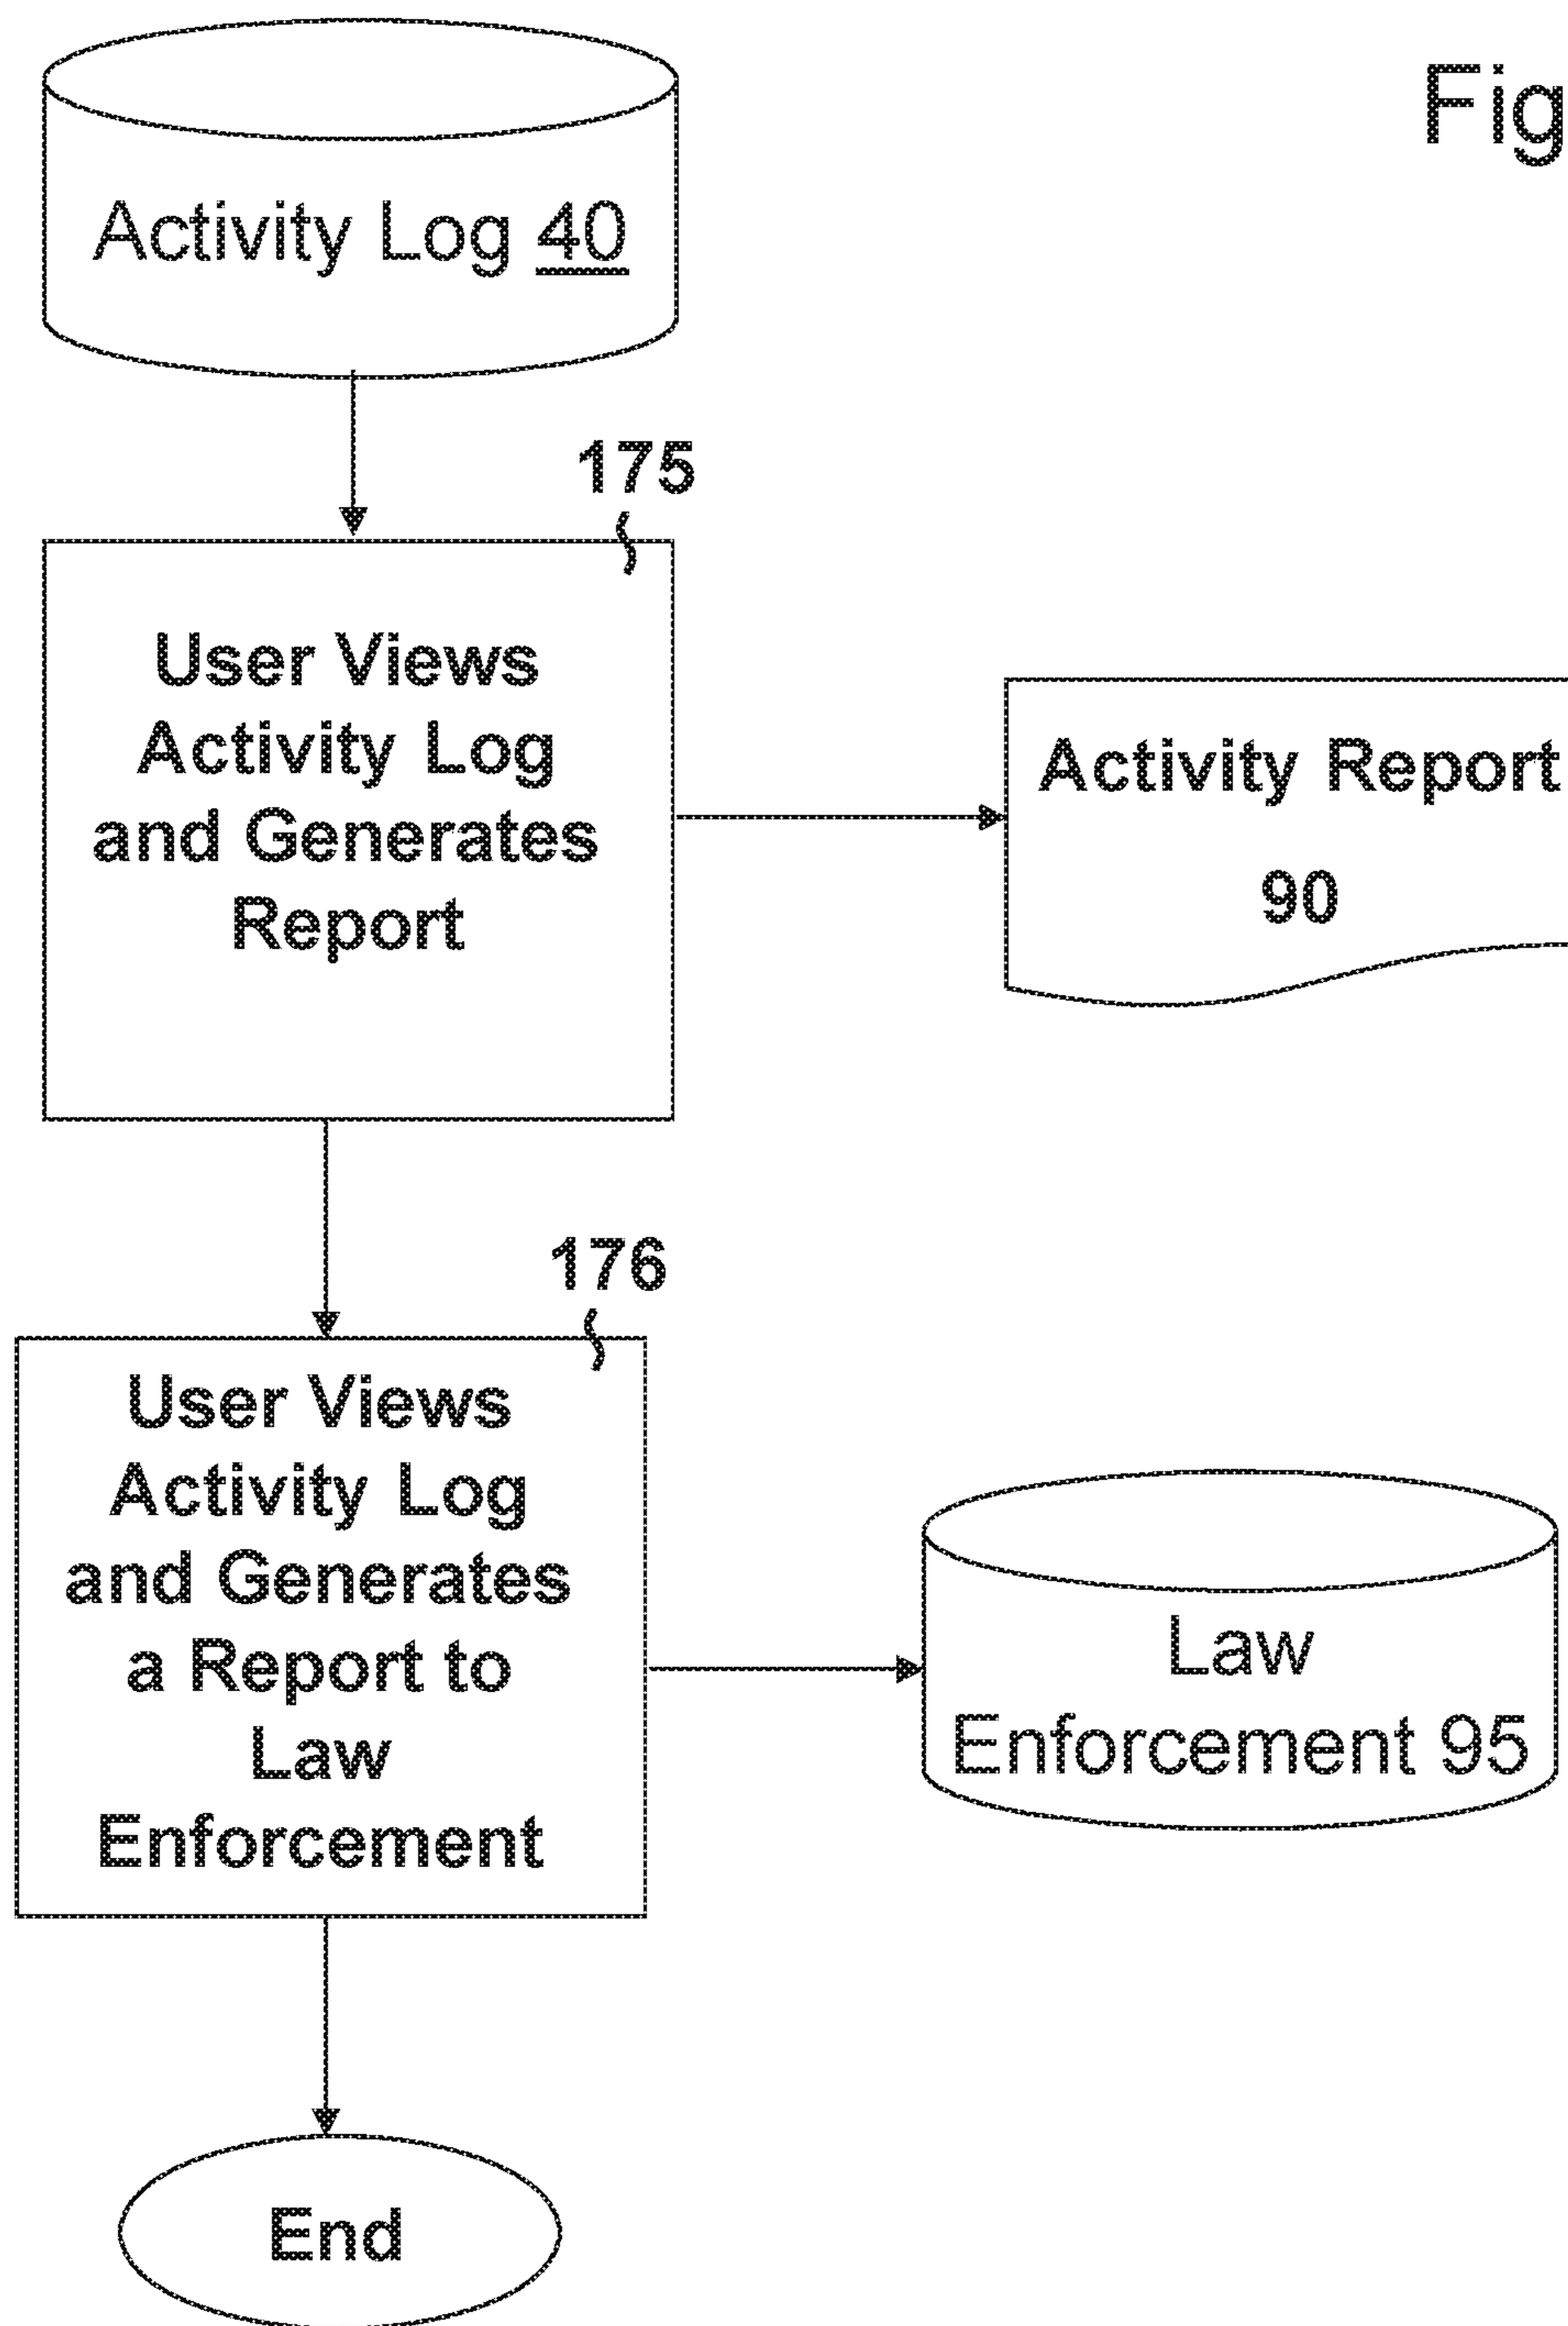 Fig
Activity Log 40
175
User Views
Activity Log
and Generates
Report
Activity Report
90
176
User Views
Activity Log
and Generates
a Report to
Law
Enforcement
Law
Enforcement 95
End